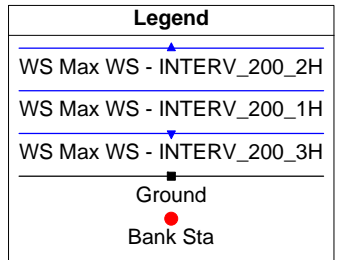 Legend
WS Max WS - INTERV_200_2H
WS Max WS - INTERV_200_1H
WS Max WS - INTERV_200_3H
Ground
Bank Sta